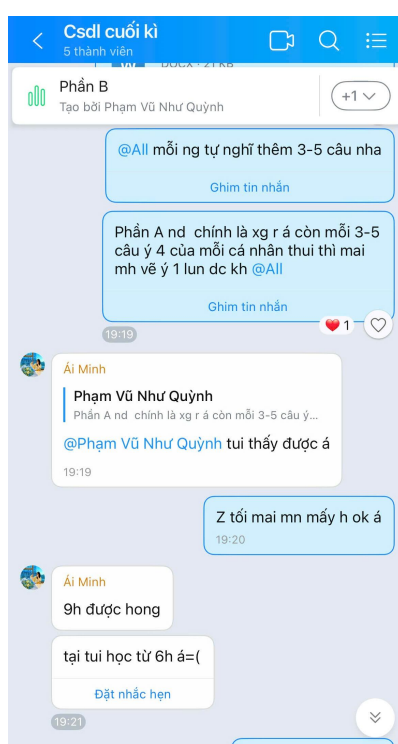 Csdl cuối kì
5 thành viên
DOCX · 21 KB
Phần B
Tạo bởi Phạm Vũ Như Quỳnh
+1
@All mỗi ng tự nghĩ thêm 3-5 câu nha
Ghim tin nhắn
Phần A nd chính là xg r á còn mỗi 3-5
câu ý 4 của mỗi cá nhân thui thì mai
mh vẽ ý 1 lun dc kh @All
Ghim tin nhắn
1
19:19
Ái Minh
Phạm Vũ Như Quỳnh
Phần A nd chính là xg r á còn mỗi 3-5 câu ý...
@Phạm Vũ Như Quỳnh tui thấy được á
19:19
Z tối mai mn mấy h ok á
19:20
Ái Minh
9h được hong
tại tui học từ 6h á=(
Đặt nhắc hẹn
19:21